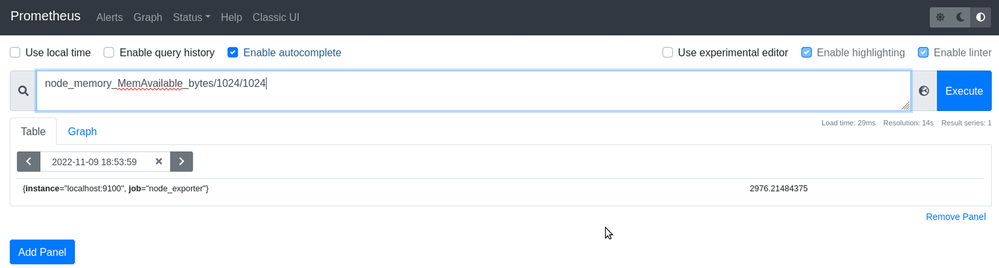 Prometheus Alerts Graph Status Help Classic UI
Use local time Enable query history Enable autocomplete Use experimental editor Enable highlighting Enable linter
node_memory_MemAvailable_bytes/1024/1024
Execute
Load time: 29ms Resolution: 14s Result series: 1
Table Graph
2022-11-09 18:53:59
{instance="localhost:9100", job="node_exporter"} 2976.21484375
Remove Panel
Add Panel